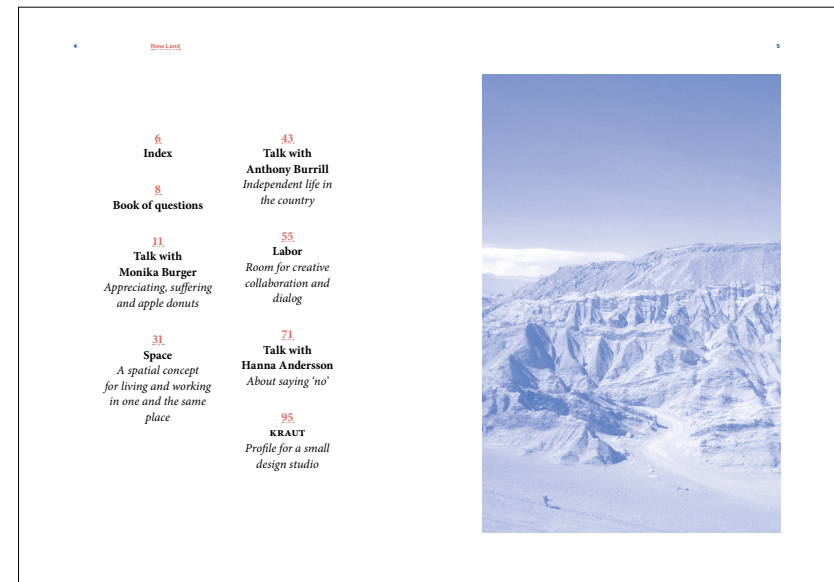 4
New Land
5
6
Index
8
Book of questions
11
Talk with
Monika Burger
Appreciating, suffering
and apple donuts
31
Space
A spatial concept
for living and working
in one and the same
place
43
Talk with
Anthony Burrill
Independent life in
the country
55
Labor
Room for creative
collaboration and
dialog
71
Talk with
Hanna Andersson
About saying ‘no’
95
KRAUT
Profile for a small
design studio